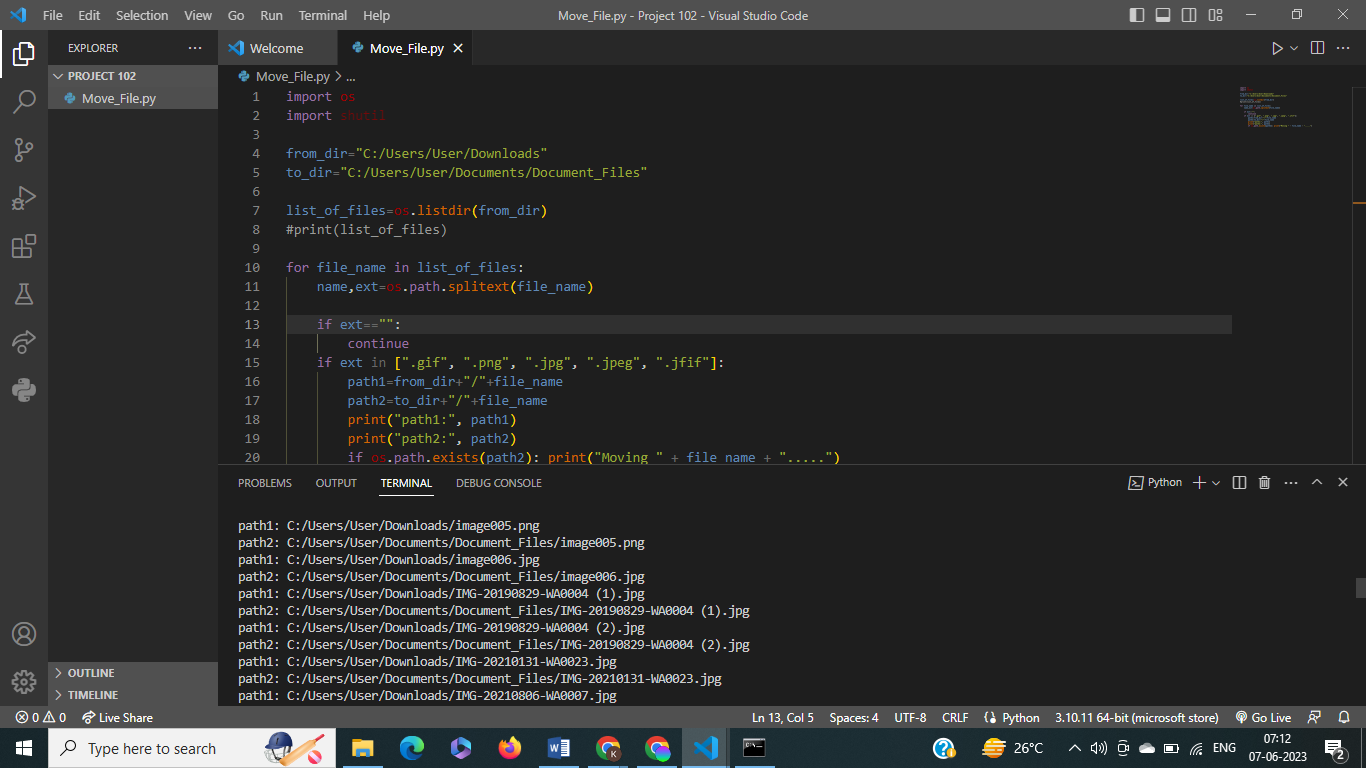 File Edit Selection View Go Run Terminal Help Move_File.py - Project 102 - Visual Studio Code
EXPLORER ... Welcome Move_File.py
PROJECT 102
Move_File.py
Move_File.py > ...
1 import os
2 import shutil
3
4 from_dir="C:/Users/User/Downloads"
5 to_dir="C:/Users/User/Documents/Document_Files"
6
7 list_of_files=os.listdir(from_dir)
8 #print(list_of_files)
9
10 for file_name in list_of_files:
11 name,ext=os.path.splitext(file_name)
12
13 if ext=="":
14 continue
15 if ext in [".gif", ".png", ".jpg", ".jpeg", ".jfif"]:
16 path1=from_dir+"/"+file_name
17 path2=to_dir+"/"+file_name
18 print("path1:", path1)
19 print("path2:", path2)
20 if os.path.exists(path2): print("Moving " + file_name + ".....")
PROBLEMS OUTPUT TERMINAL DEBUG CONSOLE Python
path1: C:/Users/User/Downloads/image005.png
path2: C:/Users/User/Documents/Document_Files/image005.png
path1: C:/Users/User/Downloads/image006.jpg
path2: C:/Users/User/Documents/Document_Files/image006.jpg
path1: C:/Users/User/Downloads/IMG-20190829-WA0004 (1).jpg
path2: C:/Users/User/Documents/Document_Files/IMG-20190829-WA0004 (1).jpg
path1: C:/Users/User/Downloads/IMG-20190829-WA0004 (2).jpg
path2: C:/Users/User/Documents/Document_Files/IMG-20190829-WA0004 (2).jpg
path1: C:/Users/User/Downloads/IMG-20210131-WA0023.jpg
path2: C:/Users/User/Documents/Document_Files/IMG-20210131-WA0023.jpg
path1: C:/Users/User/Downloads/IMG-20210806-WA0007.jpg
OUTLINE
TIMELINE
0 0 Live Share Ln 13, Col 5 Spaces: 4 UTF-8 CRLF Python 3.10.11 64-bit (microsoft store) Go Live
Type here to search 26°C ENG 07:12
07-06-2023 2